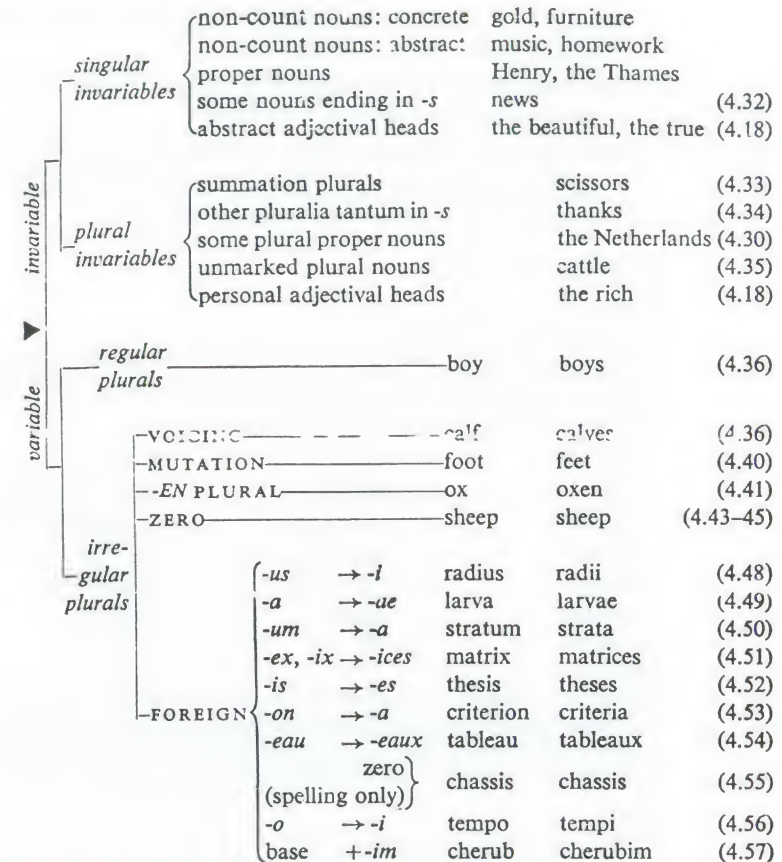 non-count nouns: concrete gold, furniture
non-count nouns: abstract music, homework
singular invariables
proper nouns Henry, the Thames
some nouns ending in -s news (4.32)
abstract adjectival heads the beautiful, the true (4.18)
invariable
summation plurals scissors (4.33)
other pluralia tantum in -s thanks (4.34)
plural invariables
some plural proper nouns the Netherlands (4.30)
unmarked plural nouns cattle (4.35)
personal adjectival heads the rich (4.18)
variable
regular plurals boy boys (4.36)
VOICING calf calves (4.36)
MUTATION foot feet (4.40)
-EN PLURAL ox oxen (4.41)
ZERO sheep sheep (4.43–45)
irre-
gular
plurals
FOREIGN
-us → -i radius radii (4.48)
-a → -ae larva larvae (4.49)
-um → -a stratum strata (4.50)
-ex, -ix → -ices matrix matrices (4.51)
-is → -es thesis theses (4.52)
-on → -a criterion criteria (4.53)
-eau → -eaux tableau tableaux (4.54)
zero
(spelling only) chassis chassis (4.55)
-o → -i tempo tempi (4.56)
base +-im cherub cherubim (4.57)